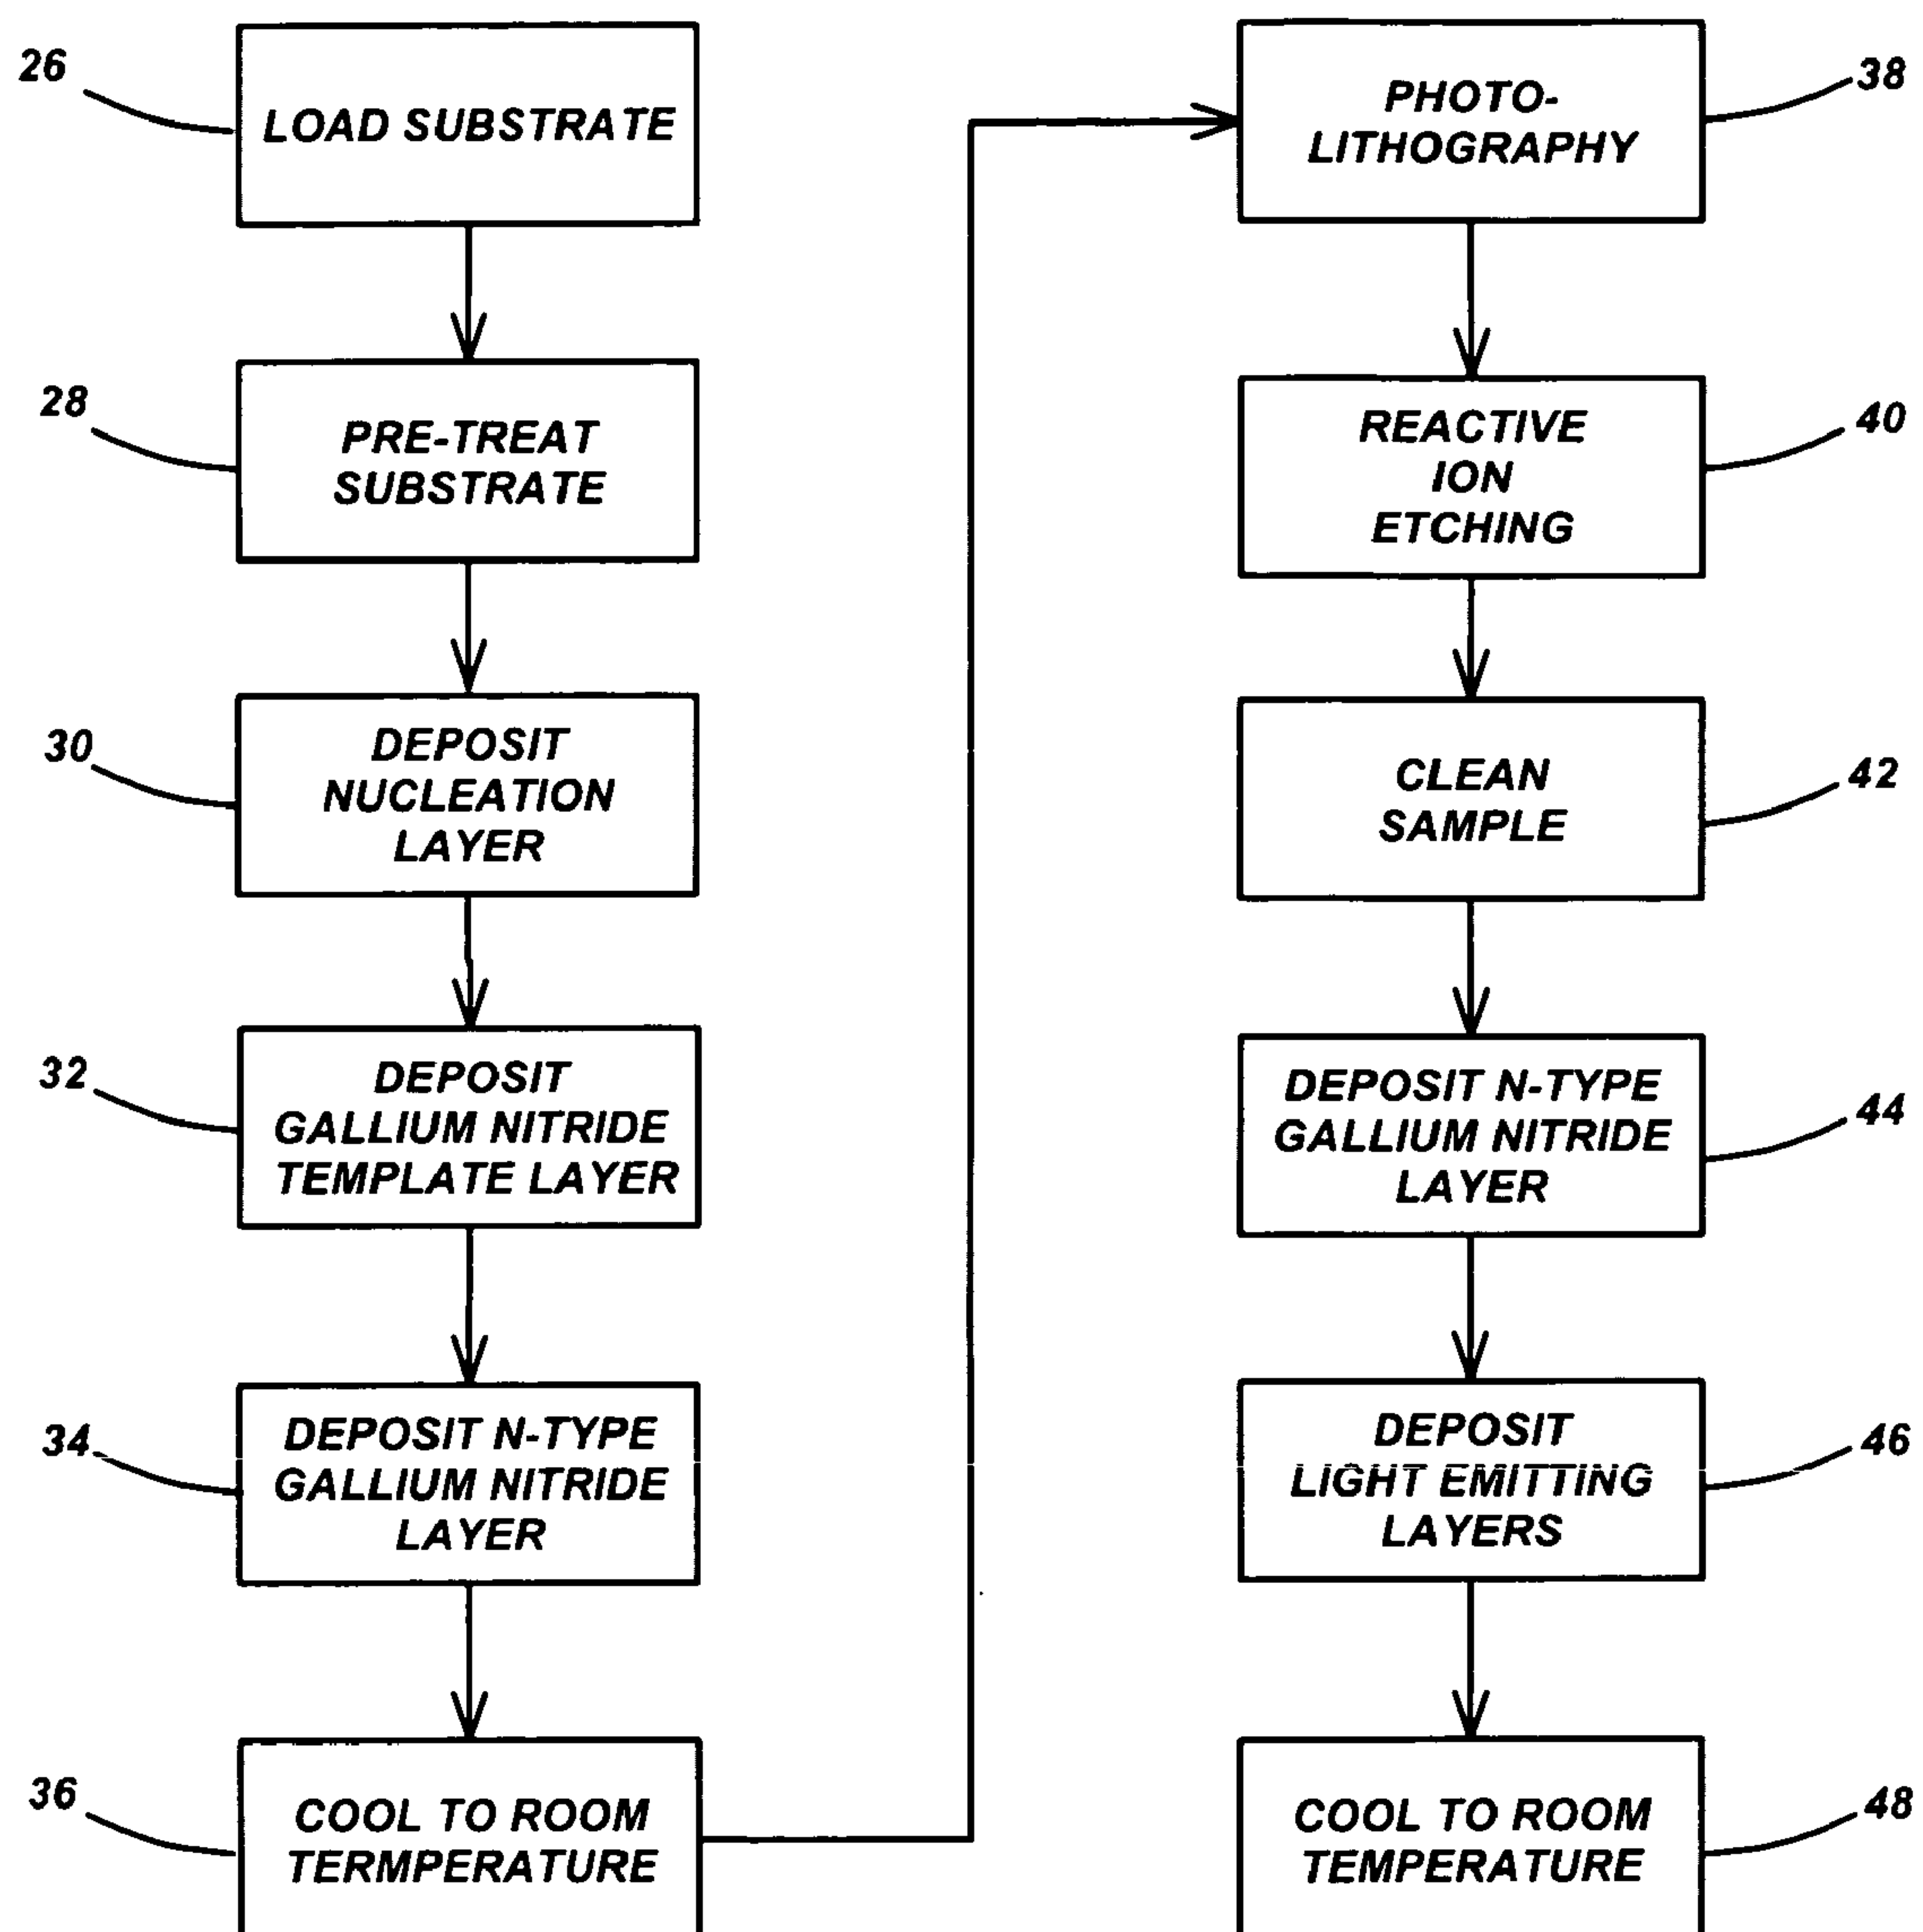 26
LOAD SUBSTRATE
28
PRE-TREAT
SUBSTRATE
30
DEPOSIT
NUCLEATION
LAYER
32
DEPOSIT
GALLIUM NITRIDE
TEMPLATE LAYER
34
DEPOSIT N-TYPE
GALLIUM NITRIDE
LAYER
36
COOL TO ROOM
TERMPERATURE
PHOTO-
LITHOGRAPHY
38
REACTIVE
ION
ETCHING
40
CLEAN
SAMPLE
42
DEPOSIT N-TYPE
GALLIUM NITRIDE
LAYER
44
DEPOSIT
LIGHT EMITTING
LAYERS
46
COOL TO ROOM
TEMPERATURE
48